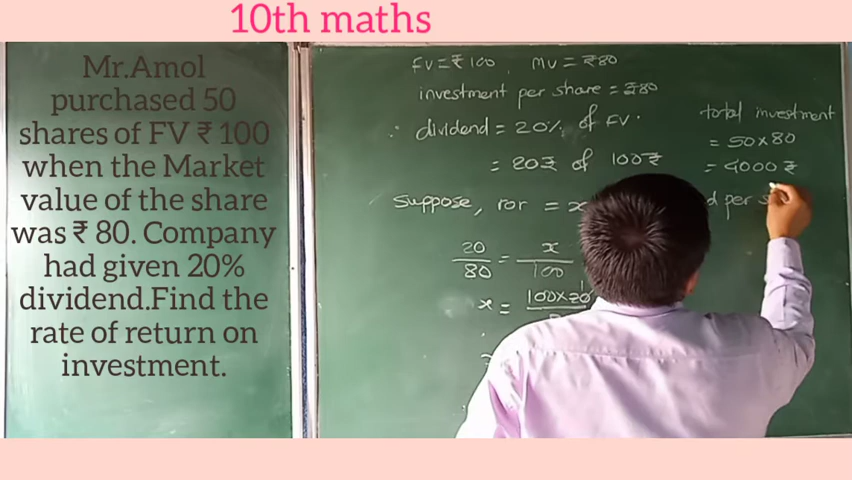 10th maths
Mr.Amol
purchased 50
shares of FV ₹ 100
when the Market
value of the share
was ₹ 80. Company
had given 20%
dividend.Find the
rate of return on
investment.
FV = ₹ 100 , MV = ₹80
investment per share = ₹80
∴ dividend = 20% of FV.
= 20₹ of 100₹
Suppose, ror = x
20/80 = x/100
x = 100×20
total investment
= 50×80
= 4000 ₹
d per s